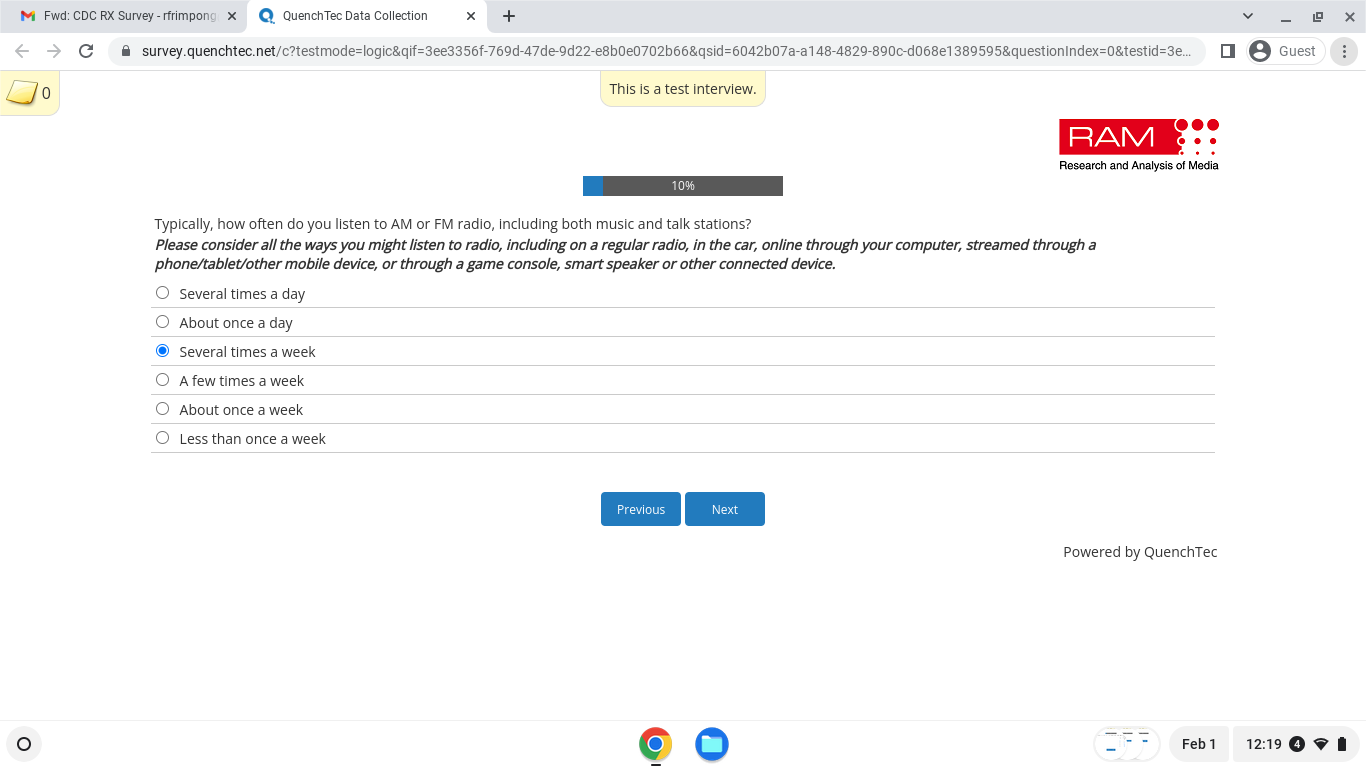 Fwd: CDC RX Survey - rfrimpong
QuenchTec Data Collection
survey.quenchtec.net/c?testmode=logic&qif=3ee3356f-769d-47de-9d22-e8b0e0702b66&qsid=6042b07a-a148-4829-890c-d068e1389595&questionIndex=0&testid=3e...
Guest
0
This is a test interview.
RAM
Research and Analysis of Media
10%
Typically, how often do you listen to AM or FM radio, including both music and talk stations?
Please consider all the ways you might listen to radio, including on a regular radio, in the car, online through your computer, streamed through a
phone/tablet/other mobile device, or through a game console, smart speaker or other connected device.
Several times a day
About once a day
Several times a week
A few times a week
About once a week
Less than once a week
Previous
Next
Powered by QuenchTec
Feb 1
12:19
4